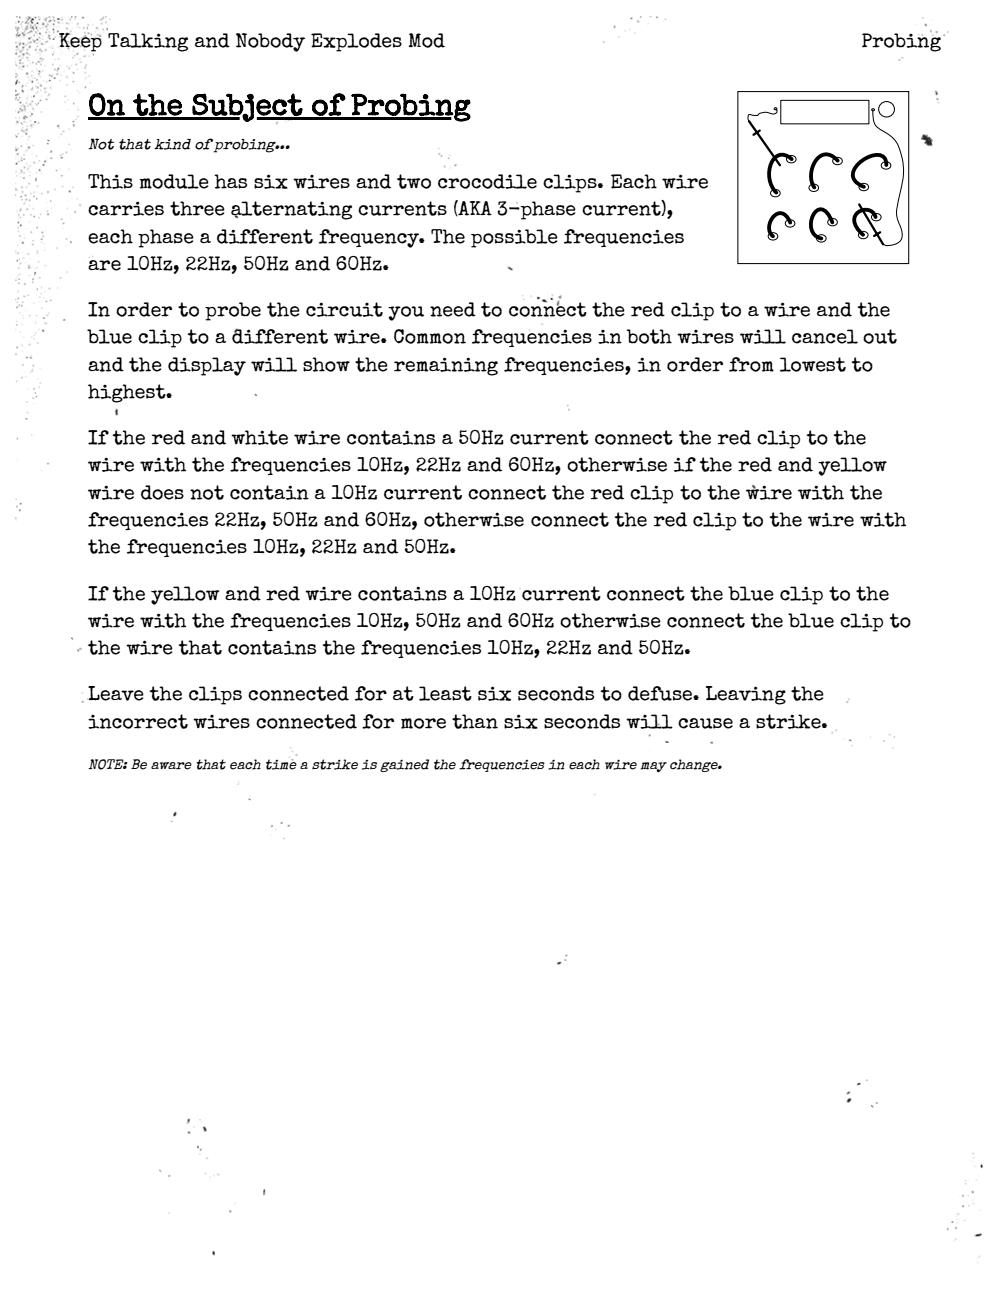 Keep Talking and Nobody Explodes Mod
Probing
On the Subject of Probing
Not that kind of probing...
This module has six wires and two crocodile clips. Each wire
carries three alternating currents (AKA 3-phase current),
each phase a different frequency. The possible frequencies
are 10Hz, 22Hz, 50Hz and 60Hz.
In order to probe the circuit you need to connect the red clip to a wire and the
blue clip to a different wire. Common frequencies in both wires will cancel out
and the display will show the remaining frequencies, in order from lowest to
highest.
If the red and white wire contains a 50Hz current connect the red clip to the
wire with the frequencies 10Hz, 22Hz and 60Hz, otherwise if the red and yellow
wire does not contain a 10Hz current connect the red clip to the wire with the
frequencies 22Hz, 50Hz and 60Hz, otherwise connect the red clip to the wire with
the frequencies 10Hz, 22Hz and 50Hz.
If the yellow and red wire contains a 10Hz current connect the blue clip to the
wire with the frequencies 10Hz, 50Hz and 60Hz otherwise connect the blue clip to
the wire that contains the frequencies 10Hz, 22Hz and 50Hz.
Leave the clips connected for at least six seconds to defuse. Leaving the
incorrect wires connected for more than six seconds will cause a strike.
NOTE: Be aware that each time a strike is gained the frequencies in each wire may change.